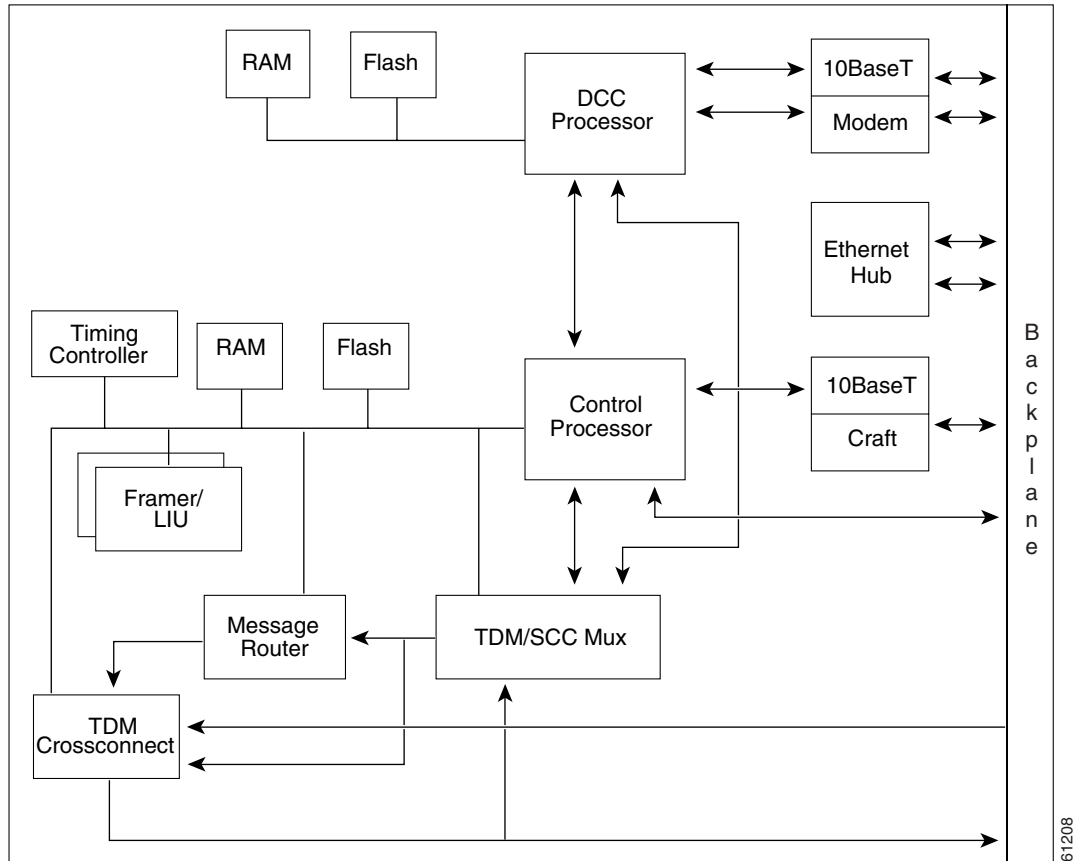 RAM
Flash
DCC
Processor
10BaseT
Modem
Ethernet
Hub
Timing
Controller
RAM
Flash
Control
Processor
10BaseT
Craft
Framer/
LIU
Message
Router
TDM/SCC Mux
TDM
Crossconnect
Backplane
61208